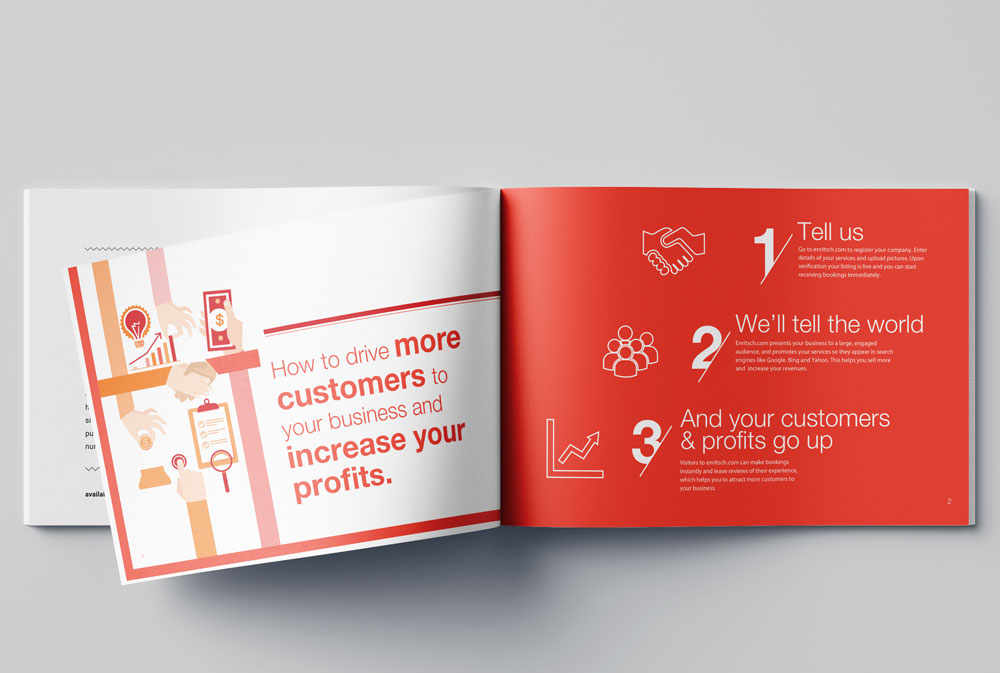 How to drive more
customers to
your business and
increase your
profits.
1
1
Tell us
Go to enritsch.com to register your company. Enter
details of your services and upload pictures. Upon
verification your listing is live and you can start
receiving bookings immediately.
2
We'll tell the world
Enritsch.com presents your business to a large, engaged
audience, and promotes your services so they appear in search
engines like Google, Bing and Yahoo. This helps you sell more
and increase your revenues.
3
And your customers
& profits go up
Visitors to enritsch.com can make bookings
instantly and leave reviews of their experience,
which helps you to attract more customers to
your business.
2